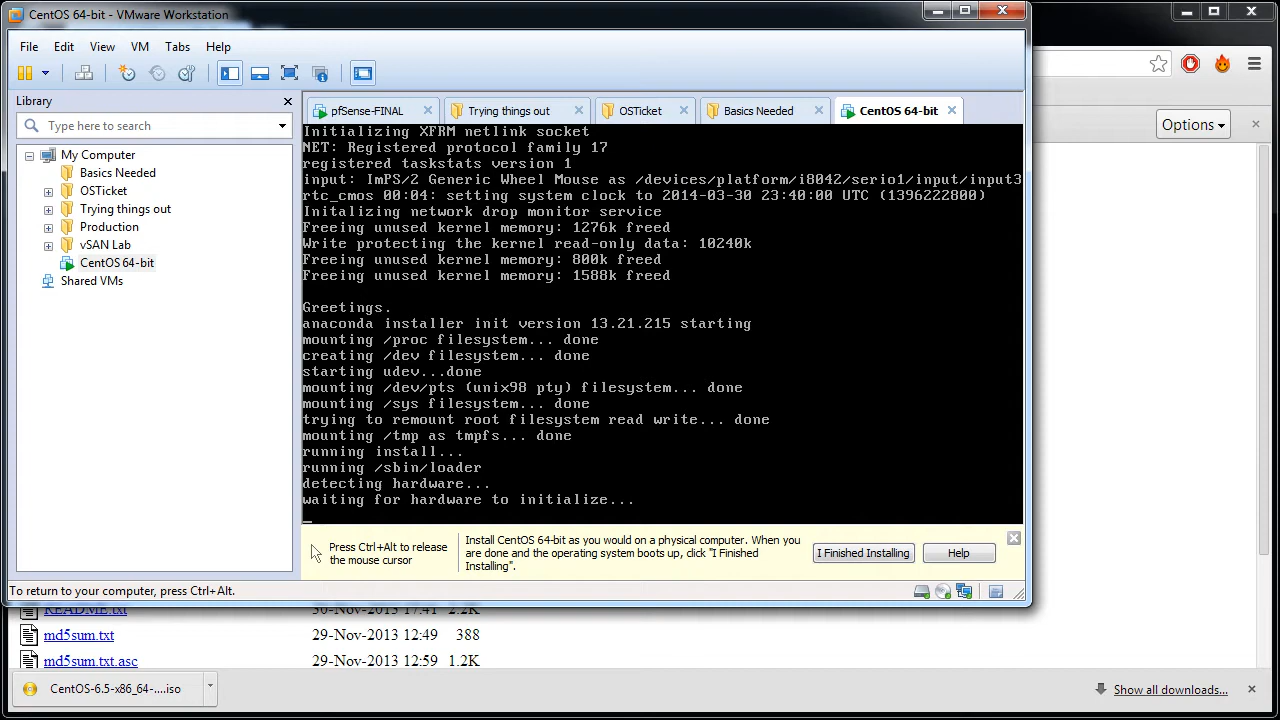 CentOS 64-bit - VMware Workstation
File Edit View VM Tabs Help
Library
Type here to search
My Computer
Basics Needed
OSTicket
Trying things out
Production
vSAN Lab
CentOS 64-bit
Shared VMs
pfSense-FINAL
Trying things out
OSTicket
Basics Needed
CentOS 64-bit
Options
Initializing XFRM netlink socket
NET: Registered protocol family 17
registered taskstats version 1
input: ImPS/2 Generic Wheel Mouse as /devices/platform/i8042/serio1/input/input3
rtc_cmos 00:04: setting system clock to 2014-03-30 23:40:00 UTC (1396222800)
Initalizing network drop monitor service
Freeing unused kernel memory: 1276k freed
Write protecting the kernel read-only data: 10240k
Freeing unused kernel memory: 800k freed
Freeing unused kernel memory: 1588k freed
Greetings.
anaconda installer init version 13.21.215 starting
mounting /proc filesystem... done
creating /dev filesystem... done
starting udev...done
mounting /dev/pts (unix98 pty) filesystem... done
mounting /sys filesystem... done
trying to remount root filesystem read write... done
mounting /tmp as tmpfs... done
running install...
running /sbin/loader
detecting hardware...
waiting for hardware to initialize...
Press Ctrl+Alt to release
the mouse cursor
Install CentOS 64-bit as you would on a physical computer. When you
are done and the operating system boots up, click "I Finished
Installing".
I Finished Installing
Help
To return to your computer, press Ctrl+Alt.
README.txt 30-Nov-2013 17:41 2.2K
md5sum.txt 29-Nov-2013 12:49 388
md5sum.txt.asc 29-Nov-2013 12:59 1.2K
CentOS-6.5-x86_64-....iso
Show all downloads...